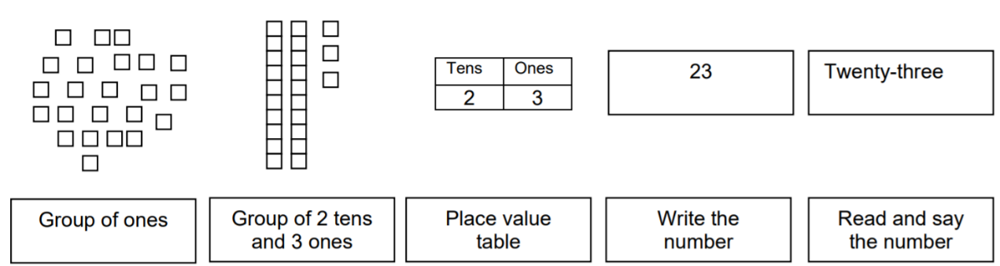 Tens Ones
2 3
23
Twenty-three
Group of ones
Group of 2 tens
and 3 ones
Place value
table
Write the
number
Read and say
the number